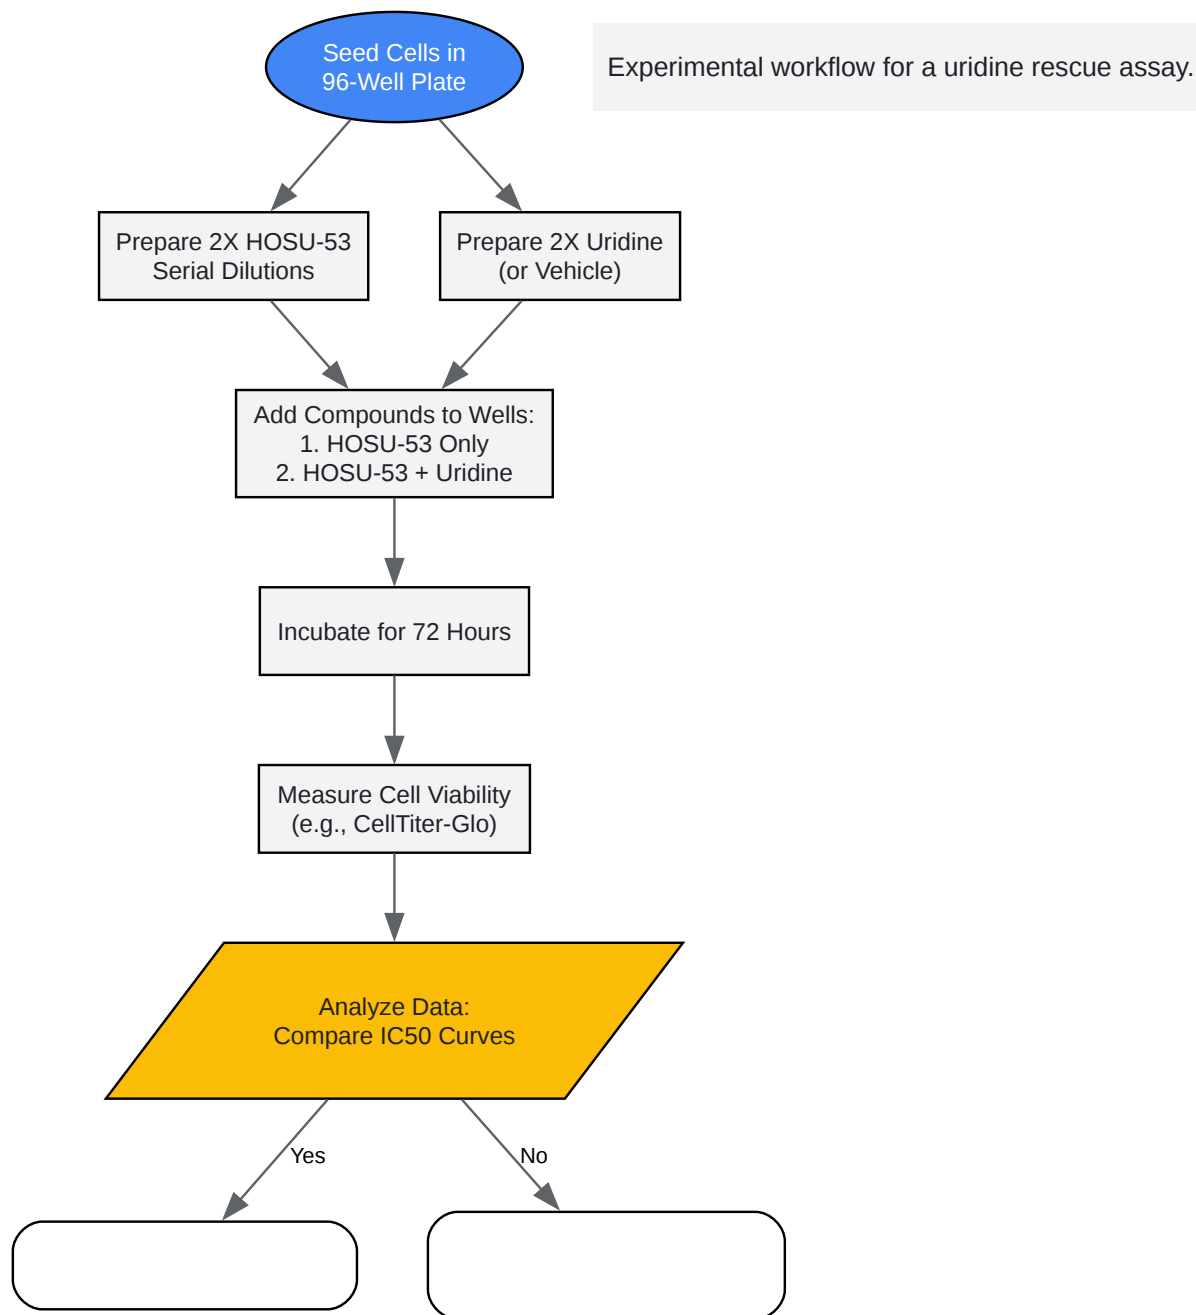 Seed Cells in
96-Well Plate
Experimental workflow for a uridine rescue assay.
Prepare 2X HOSU-53
Serial Dilutions
Prepare 2X Uridine
(or Vehicle)
Add Compounds to Wells:
1. HOSU-53 Only
2. HOSU-53 + Uridine
Incubate for 72 Hours
Measure Cell Viability
(e.g., CellTiter-Glo)
Analyze Data:
Compare IC50 Curves
Yes
No